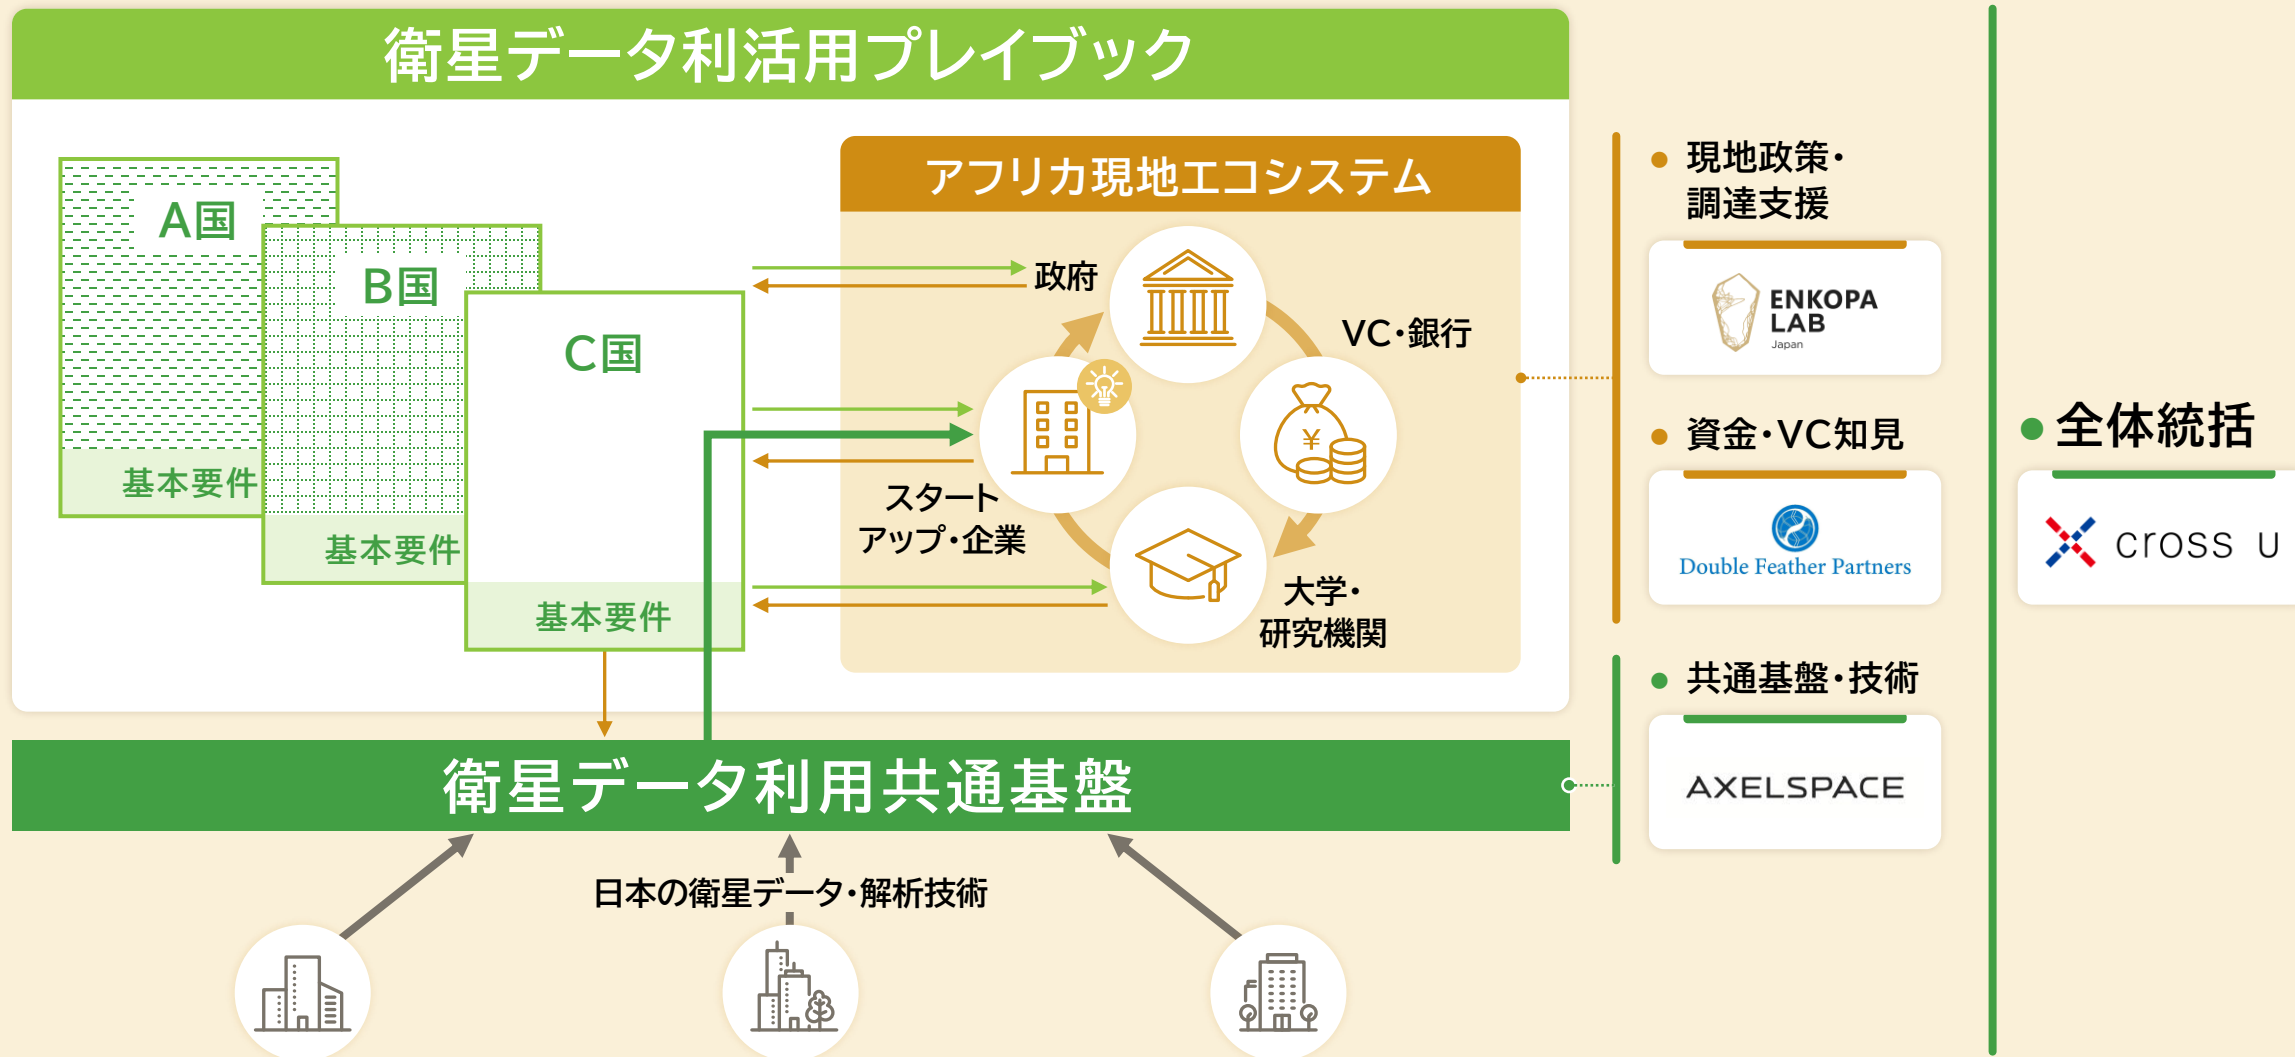 衛星データ利活用プレイブック
A国
基本要件
B国
基本要件
C国
基本要件
アフリカ現地エコシステム
政府
VC・銀行
¥
スタート
アップ・企業
大学・
研究機関
衛星データ利用共通基盤
日本の衛星データ・解析技術
現地政策・
調達支援
ENKOPA
LAB
Japan
資金・VC知見
Double Feather Partners
共通基盤・技術
AXELSPACE
全体統括
cross U